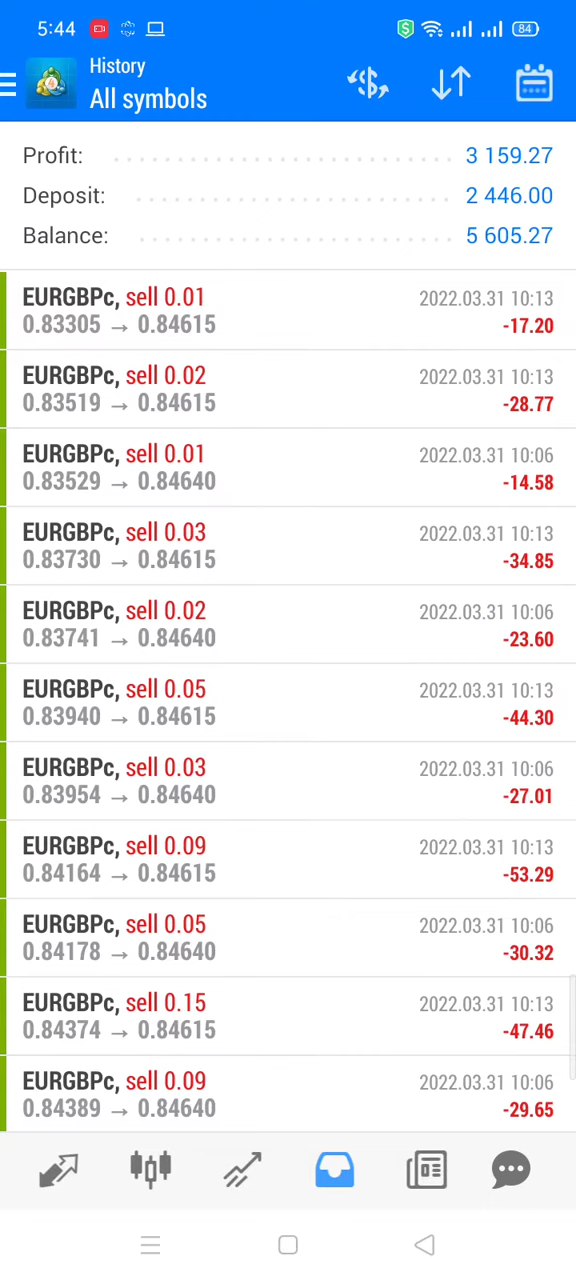 5:44 84
History
All symbols
Profit: 3 159.27
Deposit: 2 446.00
Balance: 5 605.27
EURGBPc, sell 0.01 2022.03.31 10:13
0.83305 → 0.84615 -17.20
EURGBPc, sell 0.02 2022.03.31 10:13
0.83519 → 0.84615 -28.77
EURGBPc, sell 0.01 2022.03.31 10:06
0.83529 → 0.84640 -14.58
EURGBPc, sell 0.03 2022.03.31 10:13
0.83730 → 0.84615 -34.85
EURGBPc, sell 0.02 2022.03.31 10:06
0.83741 → 0.84640 -23.60
EURGBPc, sell 0.05 2022.03.31 10:13
0.83940 → 0.84615 -44.30
EURGBPc, sell 0.03 2022.03.31 10:06
0.83954 → 0.84640 -27.01
EURGBPc, sell 0.09 2022.03.31 10:13
0.84164 → 0.84615 -53.29
EURGBPc, sell 0.05 2022.03.31 10:06
0.84178 → 0.84640 -30.32
EURGBPc, sell 0.15 2022.03.31 10:13
0.84374 → 0.84615 -47.46
EURGBPc, sell 0.09 2022.03.31 10:06
0.84389 → 0.84640 -29.65